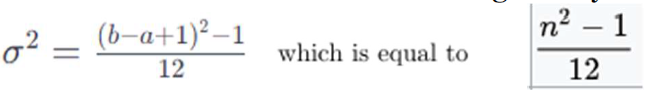 σ² = (b−a+1)²−1 / 12 which is equal to n² − 1 / 12